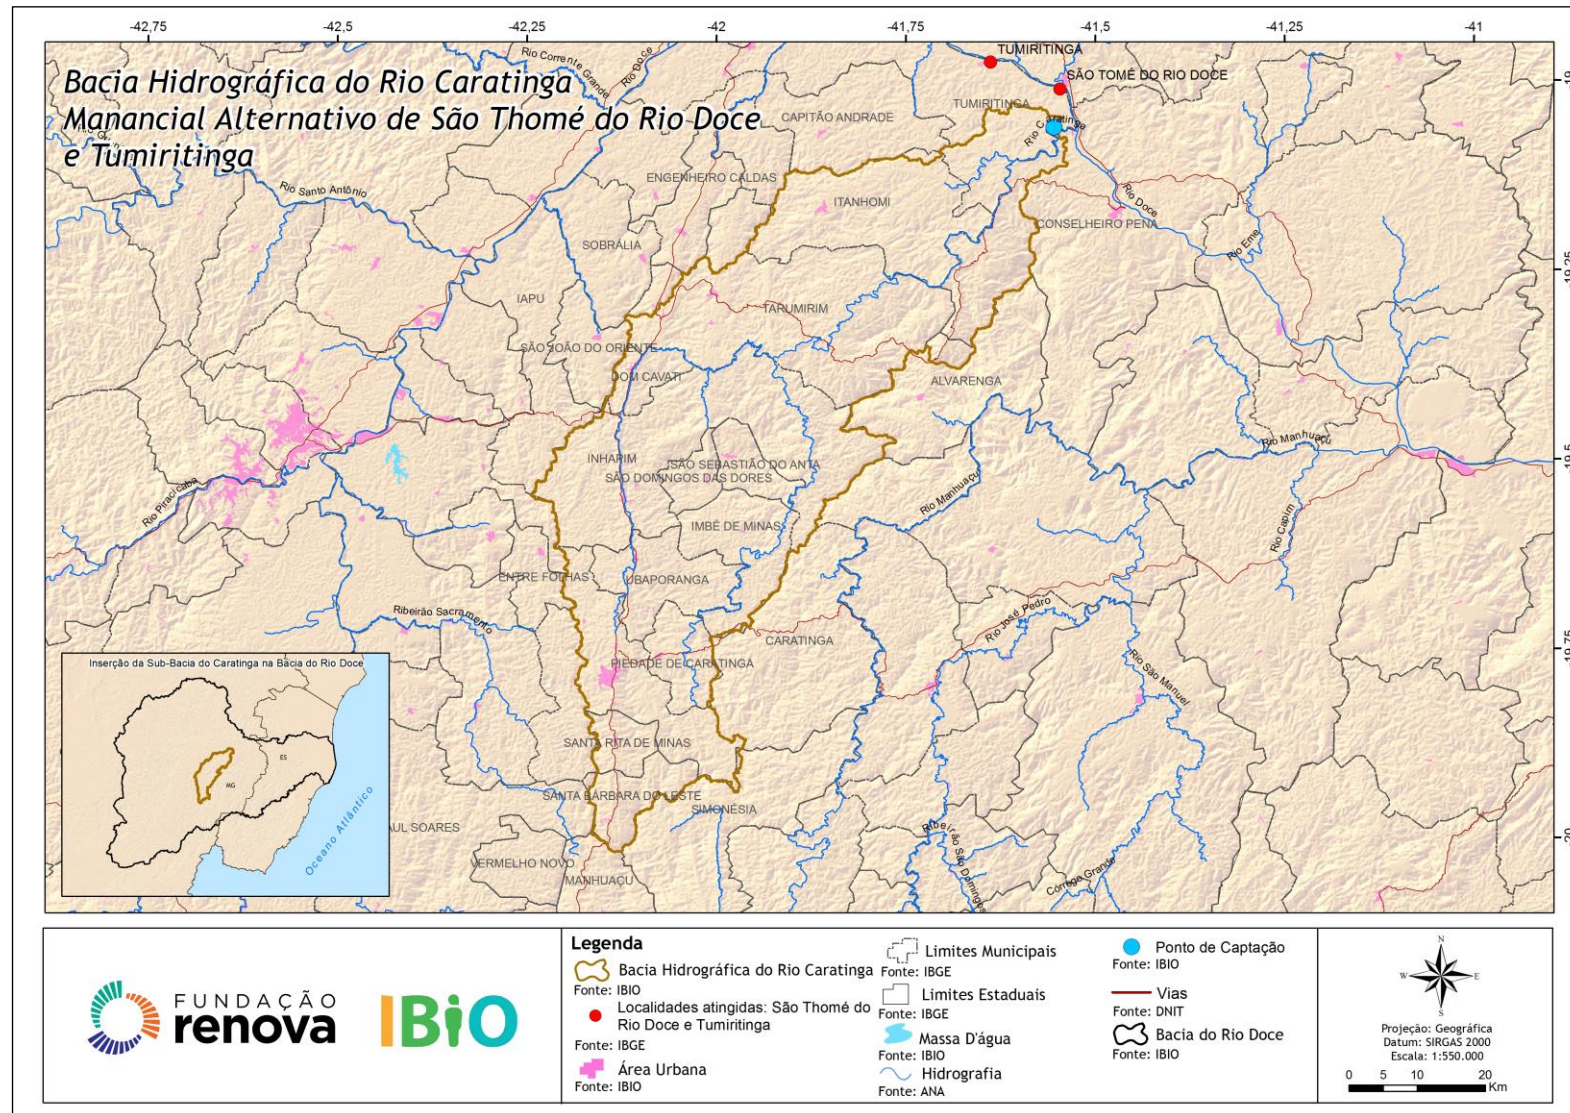 -42,75
-42,5
-42,25
-42
-41,75
-41,5
-41,25
-41
Bacia Hidrográfica do Rio Caratinga
Manancial Alternativo de São Thomé do Rio Doce
e Tumiritinga
Rio Corrente Grande
Rio Doce
TUMIRITINGA
SÃO TOMÉ DO RIO DOCE
TUMIRITINGA
Rio Caratinga
CAPITÃO ANDRADE
ENGENHEIRO CALDAS
Rio Santo Antônio
ITANHOMI
Rio Doce
CONSELHEIRO PENA
SOBRÁLIA
Rio Eme
-19,25
IAPU
TARUMIRIM
SÃO JOÃO DO ORIENTE
DOM CAVATI
ALVARENGA
Rio Manhuaçu
INHAPIM
SÃO SEBASTIÃO DO ANTA
SÃO DOMINGOS DAS DORES
-19,5
Rio Piracicaba
Rio Manhuaçu
IMBÉ DE MINAS
Rio Capim
ENTRE FOLHAS
UBAPORANGA
Ribeirão Sacramento
Rio José Pedro
CARATINGA
-19,75
PIEDADE DE CARATINGA
Rio São Manuel
SANTA RITA DE MINAS
SANTA BÁRBARA DO LESTE
SIMONÉSIA
AUL SOARES
Ribeirão São Domingos
-20
VERMELHO NOVO
MANHUAÇU
Córrego Grande
Inserção da Sub-Bacia do Caratinga na Bacia do Rio Doce
MG
ES
Oceano Atlântico
FUNDAÇÃO
renova
IBiO
Legenda
Bacia Hidrográfica do Rio Caratinga
Fonte: IBIO
Localidades atingidas: São Thomé do
Rio Doce e Tumiritinga
Fonte: IBGE
Área Urbana
Fonte: IBIO
Limites Municipais
Fonte: IBGE
Limites Estaduais
Fonte: IBGE
Massa D'água
Fonte: IBIO
Hidrografia
Fonte: ANA
Ponto de Captação
Fonte: IBIO
Vias
Fonte: DNIT
Bacia do Rio Doce
Fonte: IBIO
N
W
E
S
Projeção: Geográfica
Datum: SIRGAS 2000
Escala: 1:550.000
0 5 10 20
Km